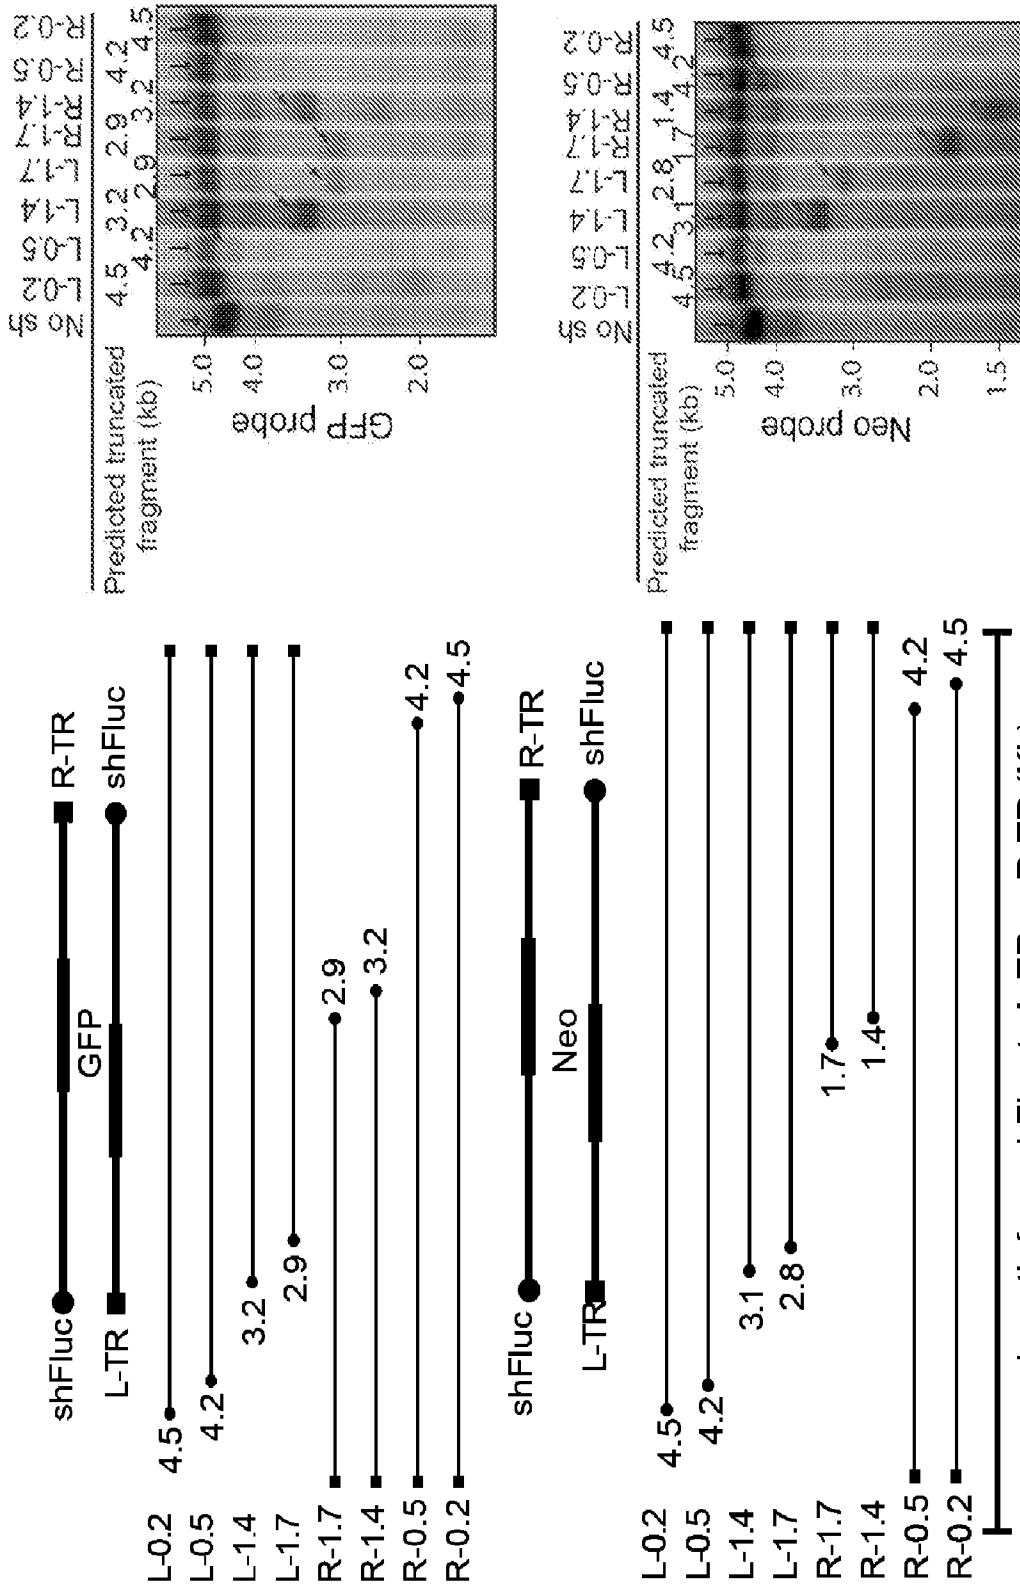 shFluc
R-TR
GFP
L-TR
shFluc
L-0.2
4.5
L-0.5
4.2
L-1.4
3.2
L-1.7
2.9
R-1.7
2.9
R-1.4
3.2
R-0.5
4.2
R-0.2
4.5
shFluc
R-TR
Neo
L-TR
shFluc
L-0.2
4.5
L-0.5
4.2
L-1.4
3.1
L-1.7
2.8
R-1.7
1.7
R-1.4
1.4
R-0.5
4.2
R-0.2
4.5
No sh
L-0.2
L-0.5
L-1.4
L-1.7
R-1.7
R-1.4
R-0.5
R-0.2
Predicted truncated
fragment (kb)
4.5 4.2 3.2 2.9 2.9 3.2 4.2 4.5
GFP probe
5.0
4.0
3.0
2.0
No sh
L-0.2
L-0.5
L-1.4
L-1.7
R-1.7
R-1.4
R-0.5
R-0.2
Predicted truncated
fragment (kb)
4.5 4.2 3.1 2.8 1.7 1.4 4.2 4.5
Neo probe
5.0
4.0
3.0
2.0
1.5